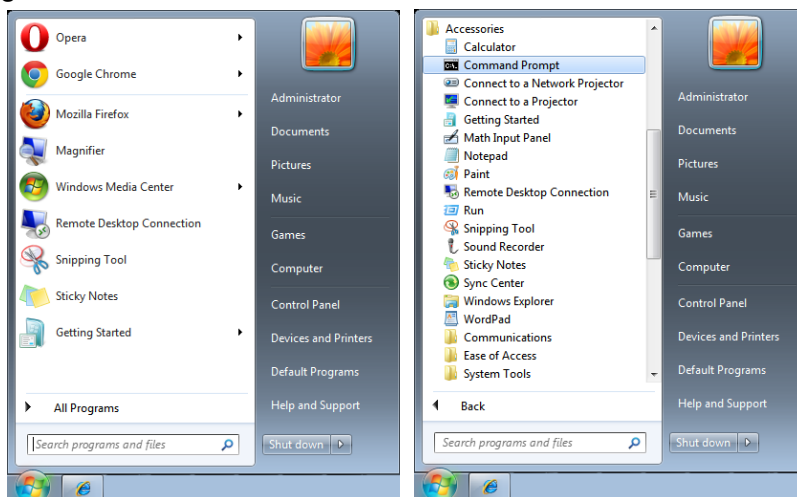 Opera
Google Chrome
Mozilla Firefox
Magnifier
Windows Media Center
Remote Desktop Connection
Snipping Tool
Sticky Notes
Getting Started
All Programs
Search programs and files
Administrator
Documents
Pictures
Music
Games
Computer
Control Panel
Devices and Printers
Default Programs
Help and Support
Shut down
Accessories
Calculator
Command Prompt
Connect to a Network Projector
Connect to a Projector
Getting Started
Math Input Panel
Notepad
Paint
Remote Desktop Connection
Run
Snipping Tool
Sound Recorder
Sticky Notes
Sync Center
Windows Explorer
WordPad
Communications
Ease of Access
System Tools
Back
Search programs and files
Administrator
Documents
Pictures
Music
Games
Computer
Control Panel
Devices and Printers
Default Programs
Help and Support
Shut down